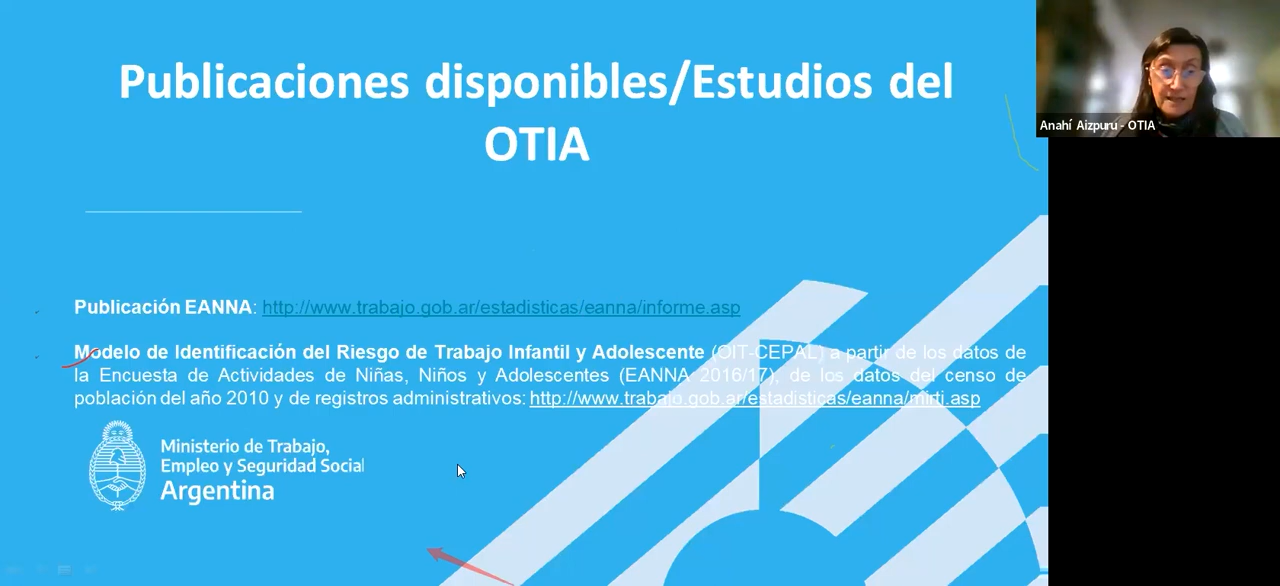 Publicaciones disponibles/Estudios del
OTIA
Anahí Aizpuru - OTIA
Publicación EANNA: http://www.trabajo.gob.ar/estadisticas/eanna/informe.asp
Modelo de Identificación del Riesgo de Trabajo Infantil y Adolescente (OIT-CEPAL) a partir de los datos de
la Encuesta de Actividades de Niñas, Niños y Adolescentes (EANNA 2016/17), de los datos del censo de
población del año 2010 y de registros administrativos: http://www.trabajo.gob.ar/estadisticas/eanna/mirti.asp
Ministerio de Trabajo,
Empleo y Seguridad Social
Argentina